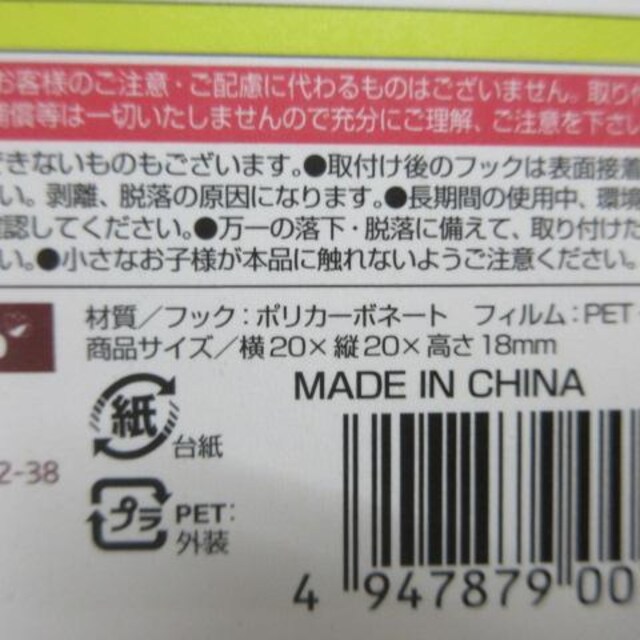 お客様のご注意・ご配慮に代わるものはございません。取り
補償等は一切いたしませんので充分にご理解、ご注意を下さい
できないものもございます。●取付け後のフックは表面接着
い。剥離、脱落の原因になります。●長期間の使用中、環境
確認してください。●万一の落下・脱落に備えて、取り付けた
い。●小さなお子様が本品に触れないようご注意ください。
材質／フック：ポリカーボネート フィルム：PET
商品サイズ／横20×縦20×高さ18mm
MADE IN CHINA
紙
台紙
2-38
プラ
PET:
外装
4 947879 00